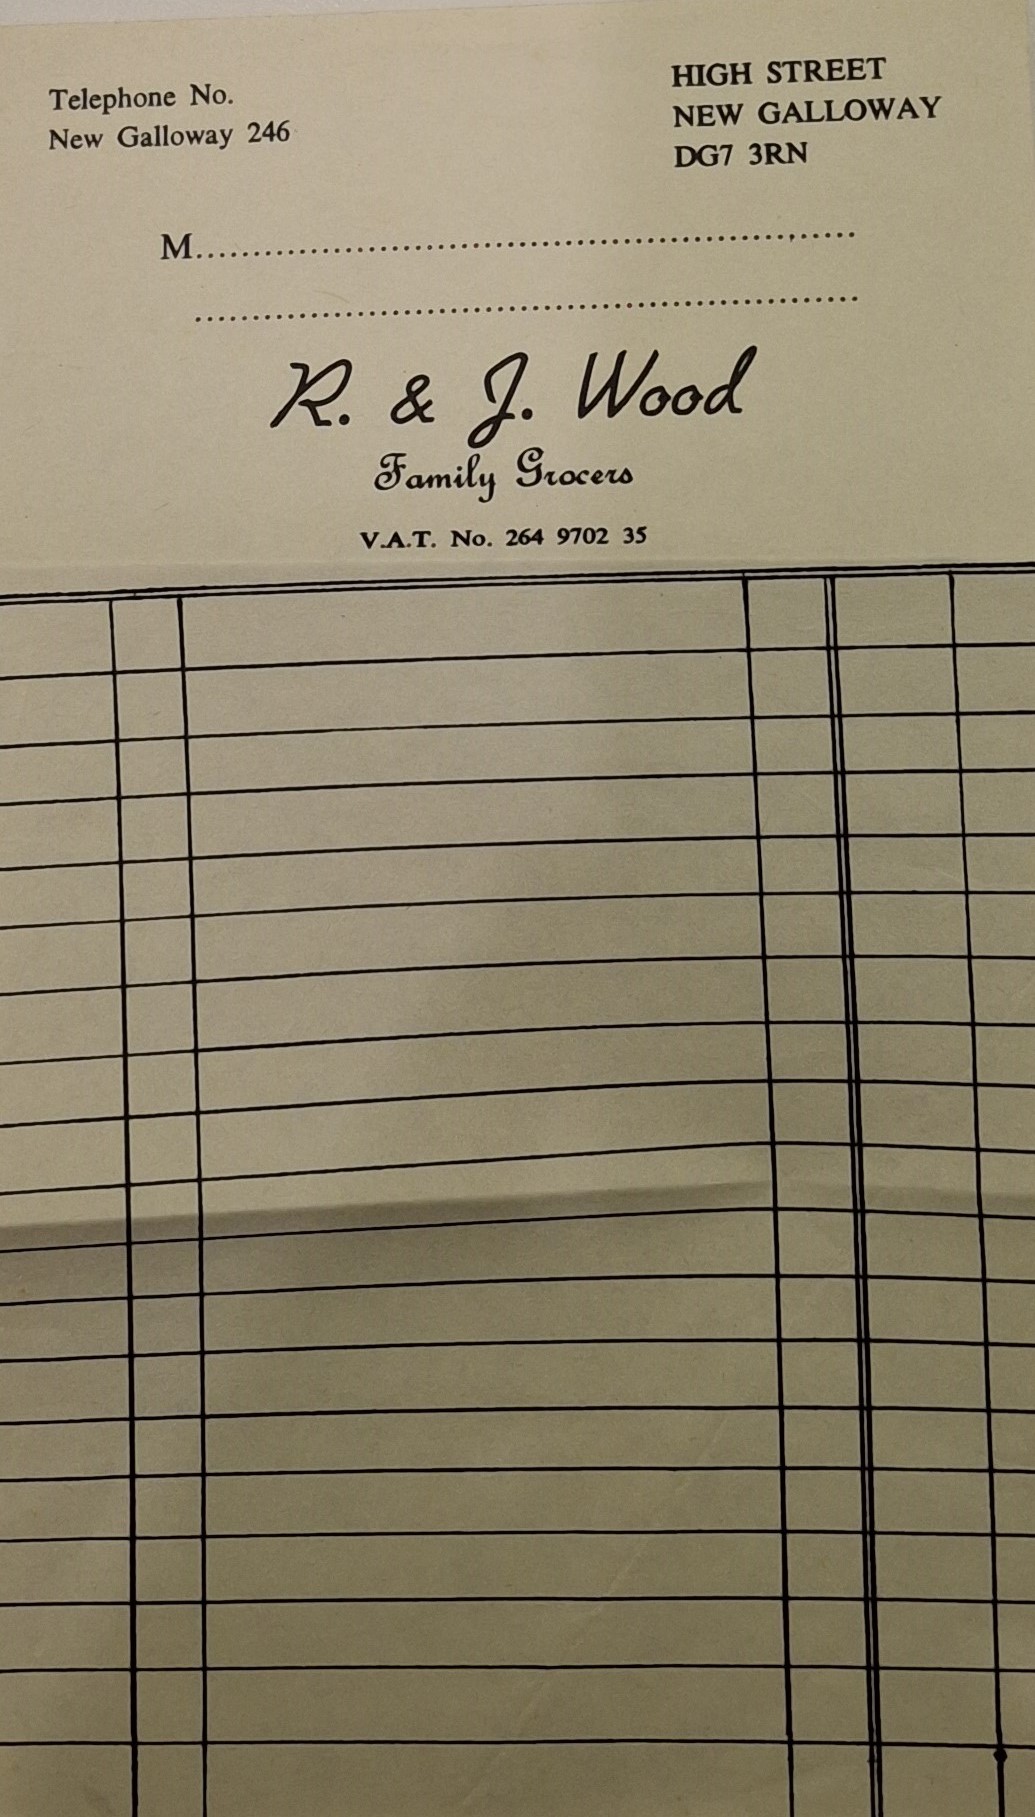 Telephone No.
New Galloway 246
HIGH STREET
NEW GALLOWAY
DG7 3RN
M............................................................
............................................................
R. & J. Wood
Family Grocers
V.A.T. No. 264 9702 35